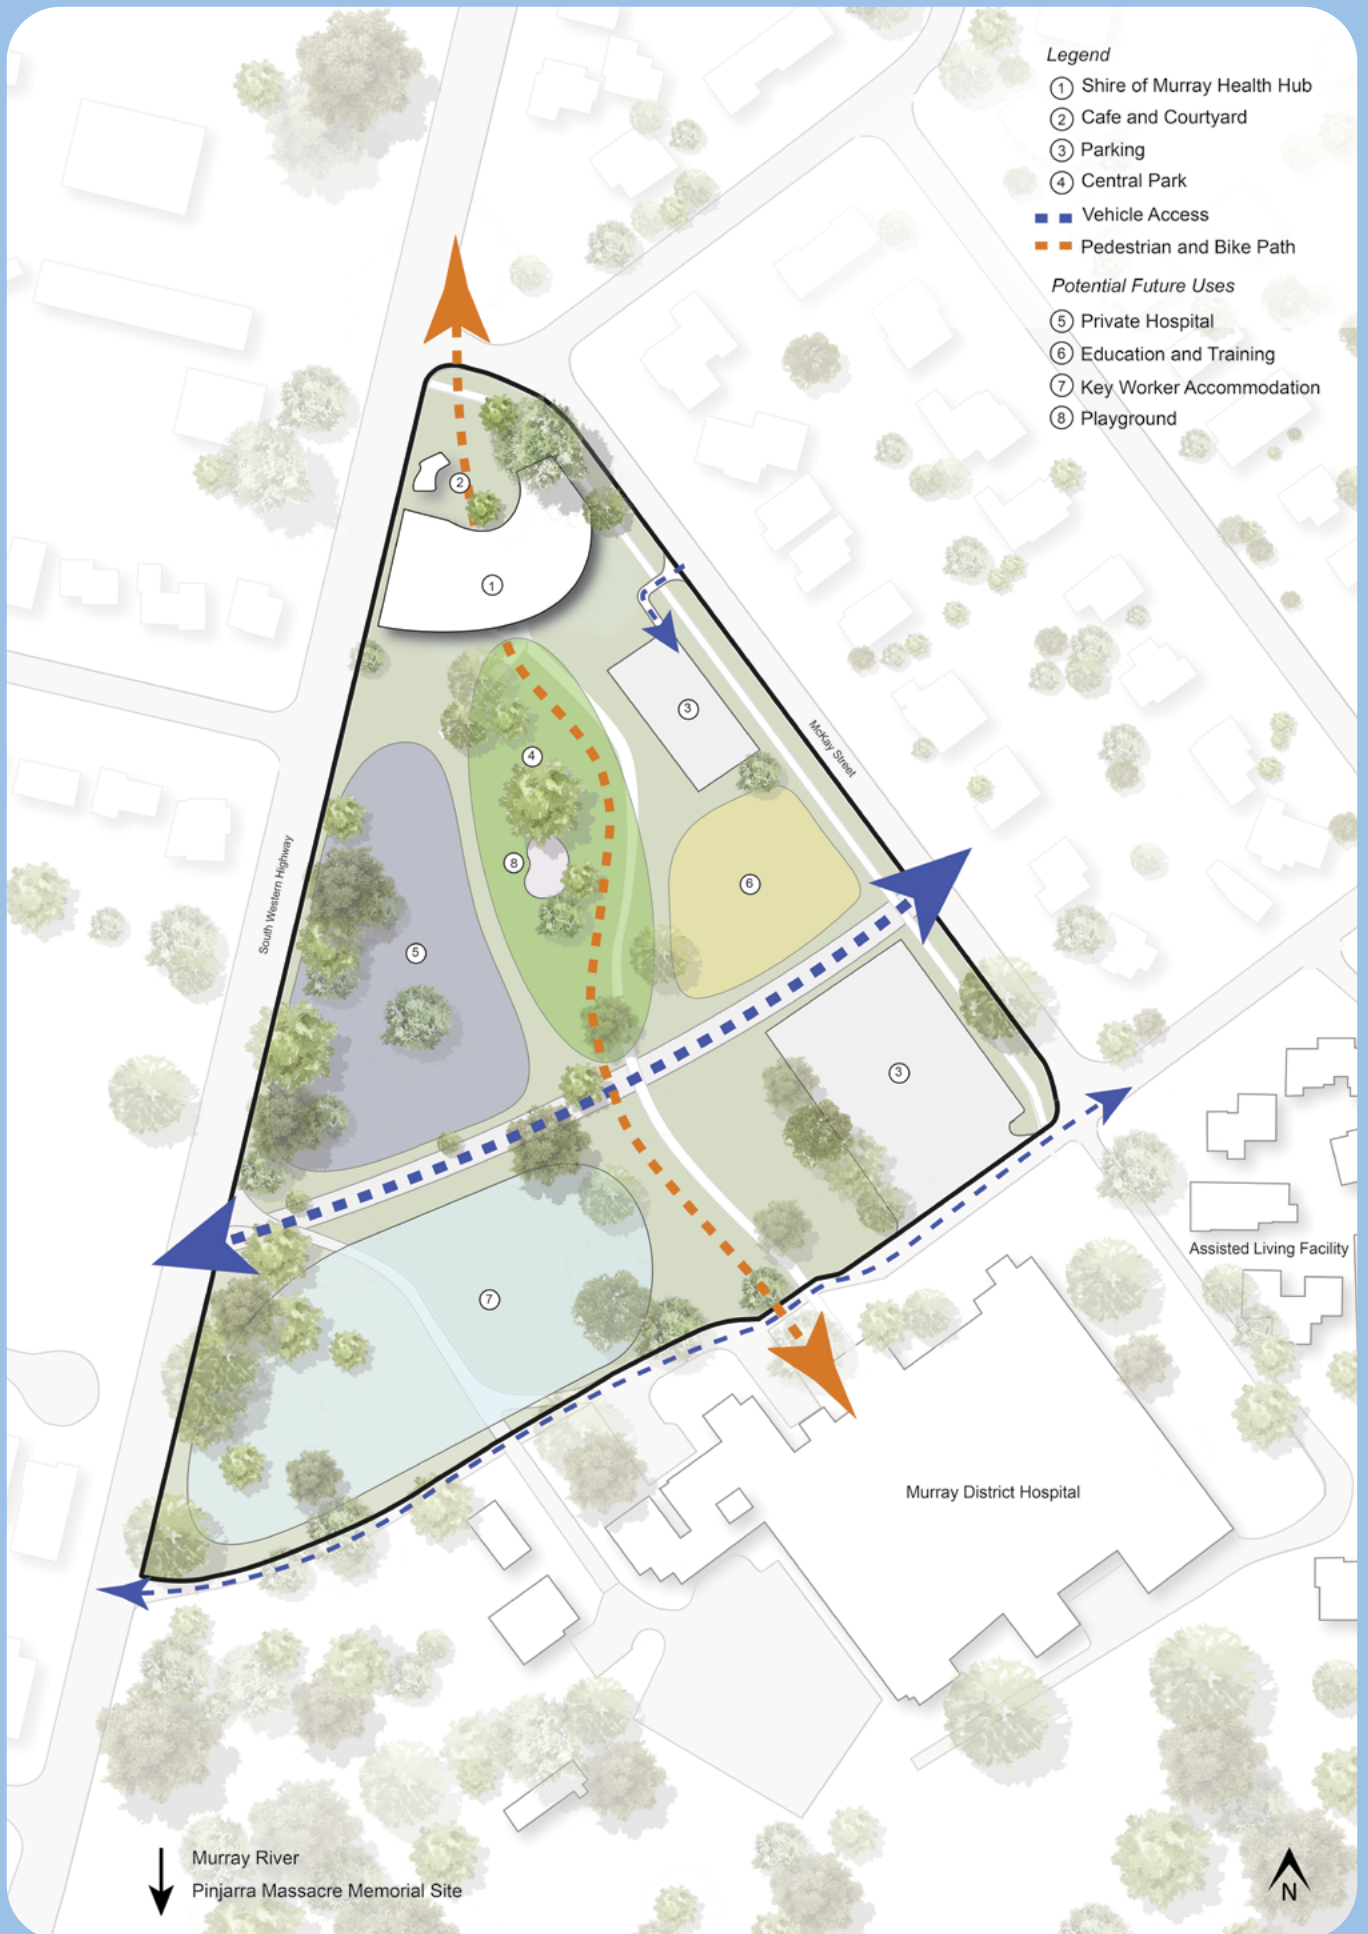 Legend
1 Shire of Murray Health Hub
2 Cafe and Courtyard
3 Parking
4 Central Park
Vehicle Access
Pedestrian and Bike Path
Potential Future Uses
5 Private Hospital
6 Education and Training
7 Key Worker Accommodation
8 Playground
2
1
3
McKay Street
4
8
6
South Western Highway
5
3
Assisted Living Facility
7
Murray District Hospital
Murray River
Pinjarra Massacre Memorial Site
N